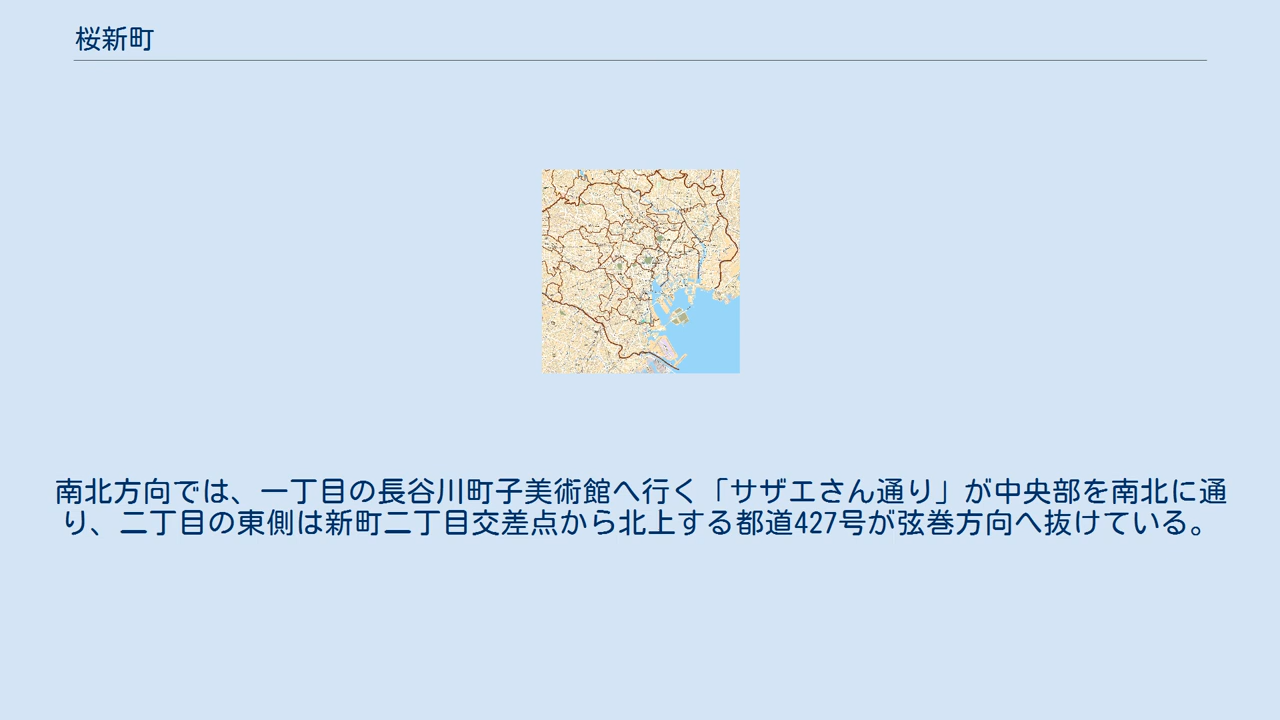 桜新町
南北方向では、一丁目の長谷川町子美術館へ行く「サザエさん通り」が中央部を南北に通
り、二丁目の東側は新町二丁目交差点から北上する都道427号が弦巻方向へ抜けている。